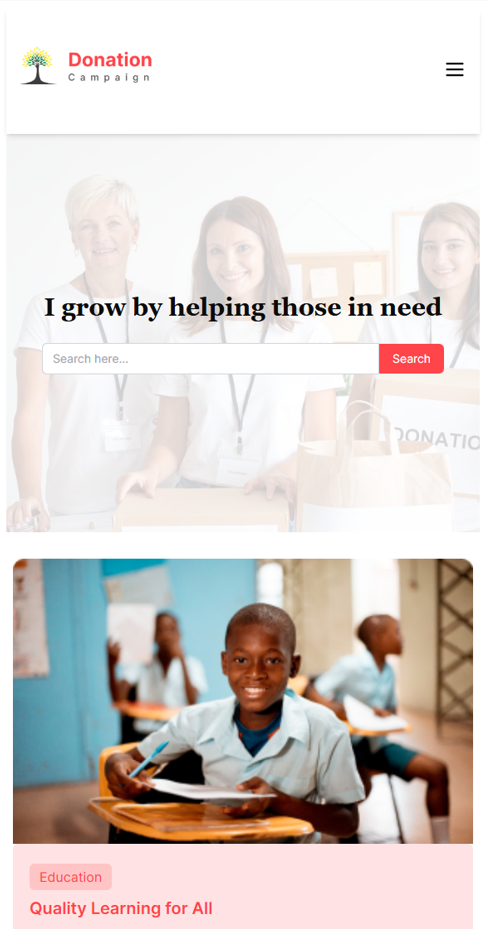 Donation
Campaign
I grow by helping those in need
Search here...
Search
DONATIO
Education
Quality Learning for All